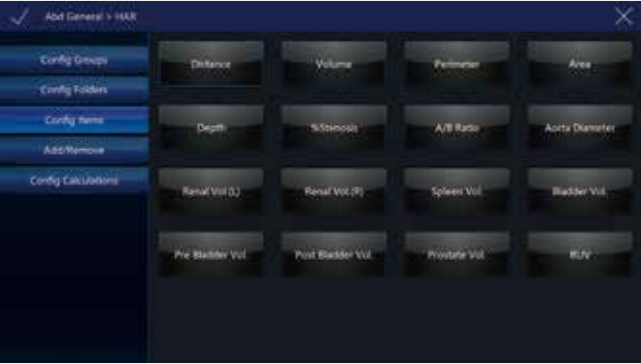 Abd General > HAR
Config Groups
Config Folders
Config Items
Add/Remove
Config Calculations
Distance
Volume
Perimeter
Area
Depth
%Stenosis
A/B Ratio
Aorta Diameter
Renal Vol.(L)
Renal Vol.(R)
Spleen Vol.
Bladder Vol.
Pre Bladder Vol.
Post Bladder Vol.
Prostate Vol.
RUV